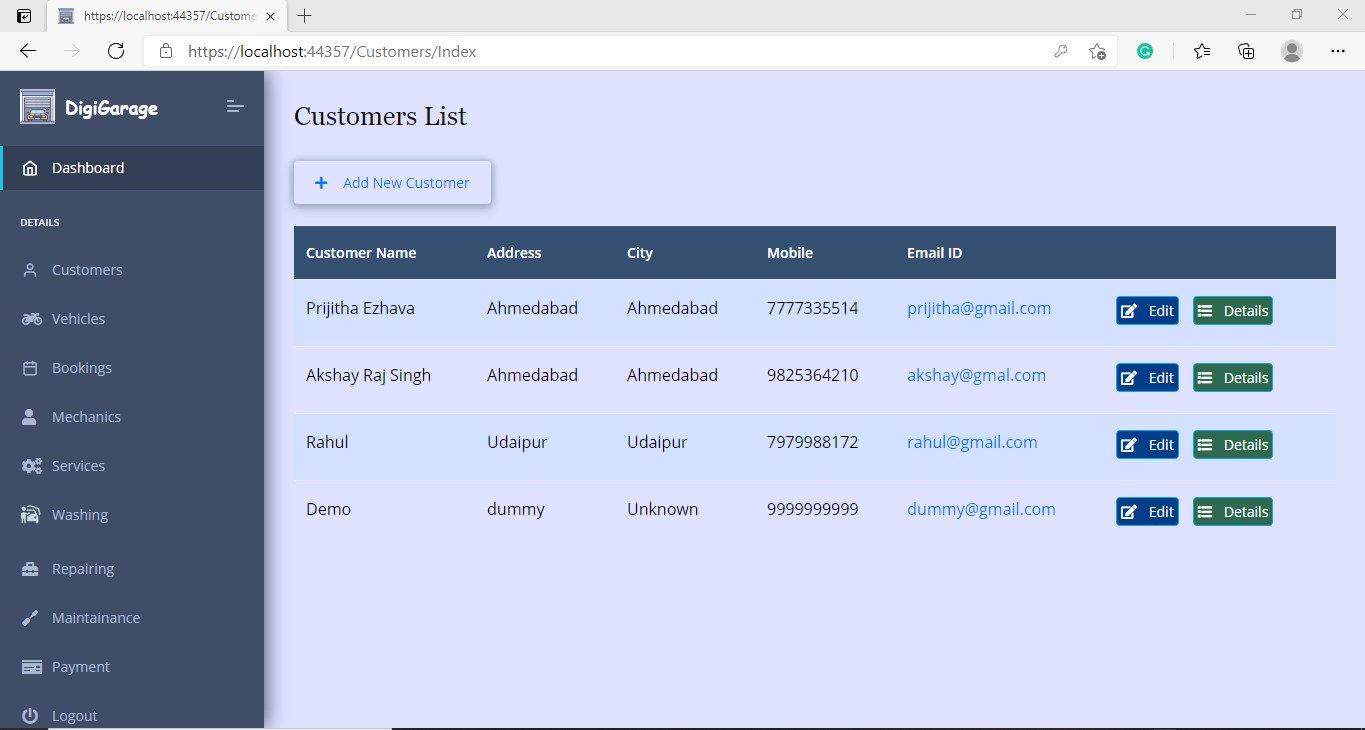 https://localhost:44357/Custome
https://localhost:44357/Customers/Index
DigiGarage
Dashboard
DETAILS
Customers
Vehicles
Bookings
Mechanics
Services
Washing
Repairing
Maintainance
Payment
Logout
Customers List
+ Add New Customer
Customer Name Address City Mobile Email ID
Prijitha Ezhava Ahmedabad Ahmedabad 7777335514 prijitha@gmail.com Edit Details
Akshay Raj Singh Ahmedabad Ahmedabad 9825364210 akshay@gmal.com Edit Details
Rahul Udaipur Udaipur 7979988172 rahul@gmail.com Edit Details
Demo dummy Unknown 9999999999 dummy@gmail.com Edit Details